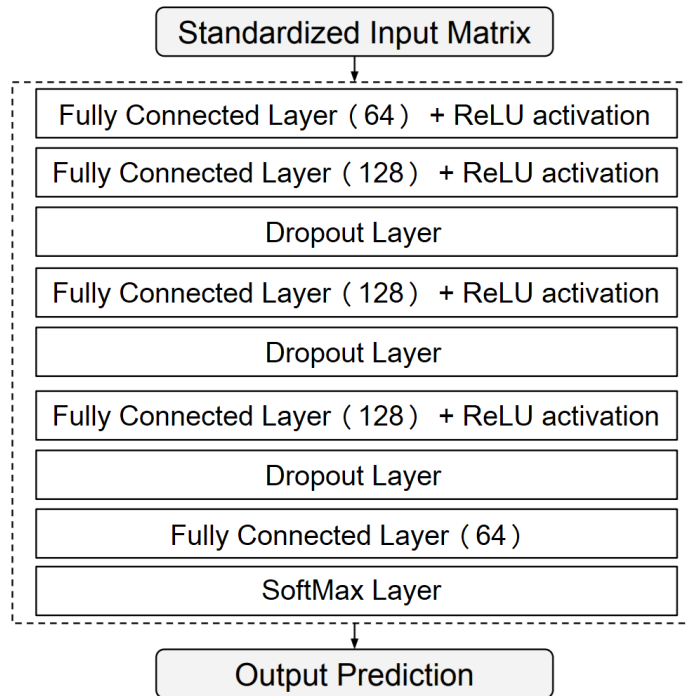 Standardized Input Matrix
Fully Connected Layer（64） + ReLU activation
Fully Connected Layer（128） + ReLU activation
Dropout Layer
Fully Connected Layer（128） + ReLU activation
Dropout Layer
Fully Connected Layer（128） + ReLU activation
Dropout Layer
Fully Connected Layer（64）
SoftMax Layer
Output Prediction